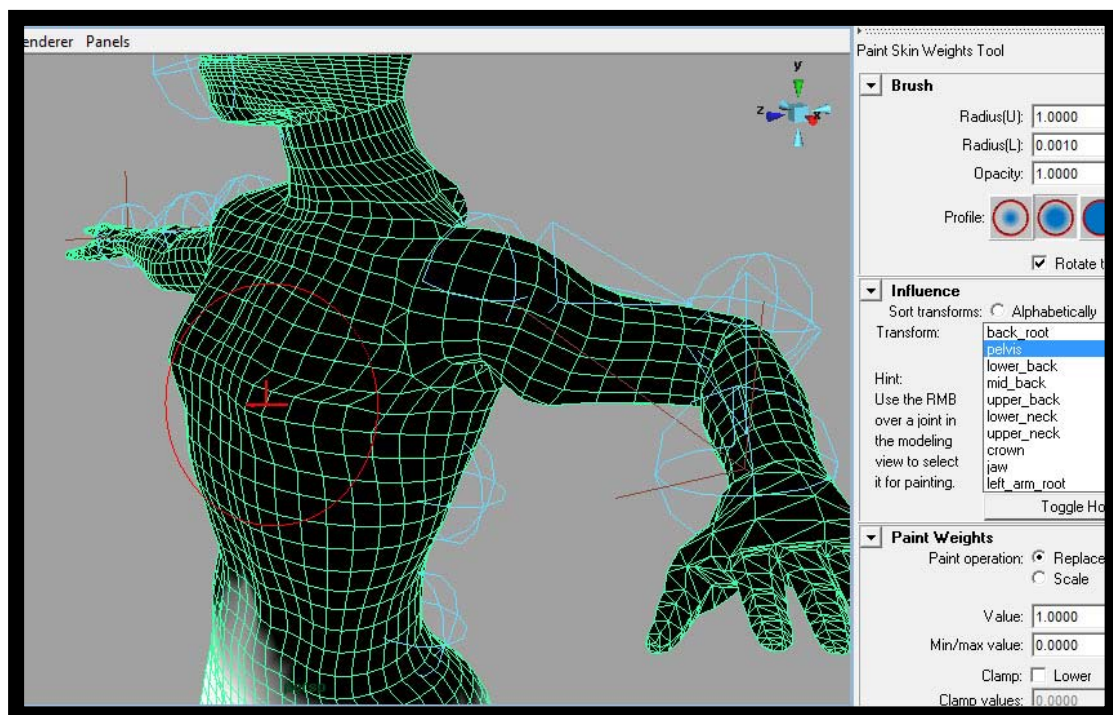 enderer Panels
y
z
x
Paint Skin Weights Tool
Brush
Radius(U): 1.0000
Radius(L): 0.0010
Opacity: 1.0000
Profile:
Rotate t
Influence
Sort transforms: Alphabetically
Transform:
back_root
pelvis
lower_back
mid_back
upper_back
lower_neck
upper_neck
crown
jaw
left_arm_root
Hint:
Use the RMB
over a joint in
the modeling
view to select
it for painting.
Toggle Ho
Paint Weights
Paint operation: Replace
Scale
Value: 1.0000
Min/max value: 0.0000
Clamp: Lower
Clamp values: 0.0000